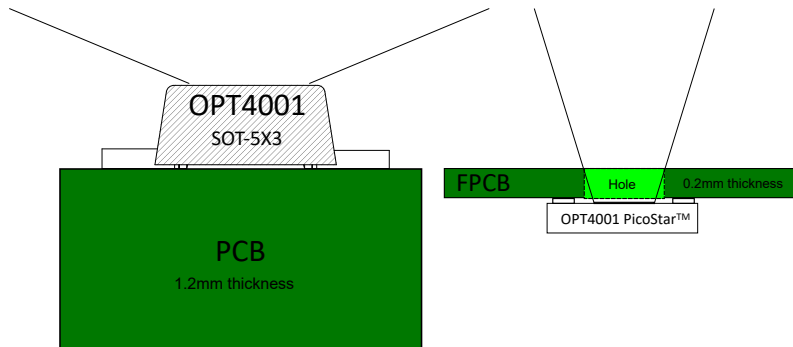 OPT4001
SOT-5X3
PCB
1.2mm thickness
FPCB
Hole
0.2mm thickness
OPT4001 PicoStar™